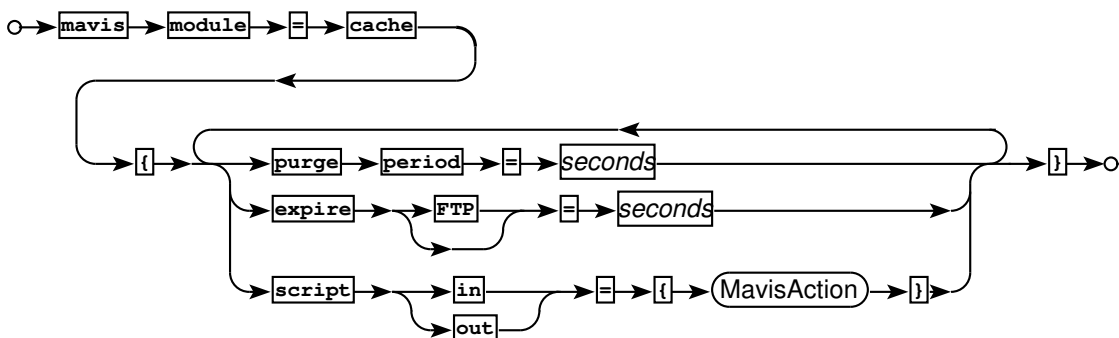 mavis module = cache
{ purge period = seconds }
expire FTP = seconds
script in = { MavisAction }
out